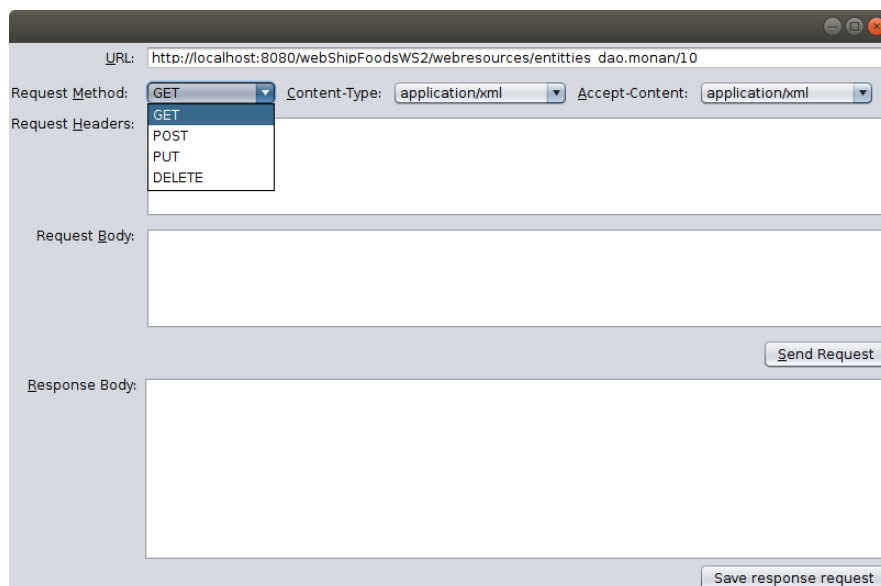 URL: http://localhost:8080/webShipFoodsWS2/webresources/entitties_dao.monan/10
Request Method: GET Content-Type: application/xml Accept-Content: application/xml
GET
Request Headers:
POST
PUT
DELETE
Request Body:
Send Request
Response Body:
Save response request